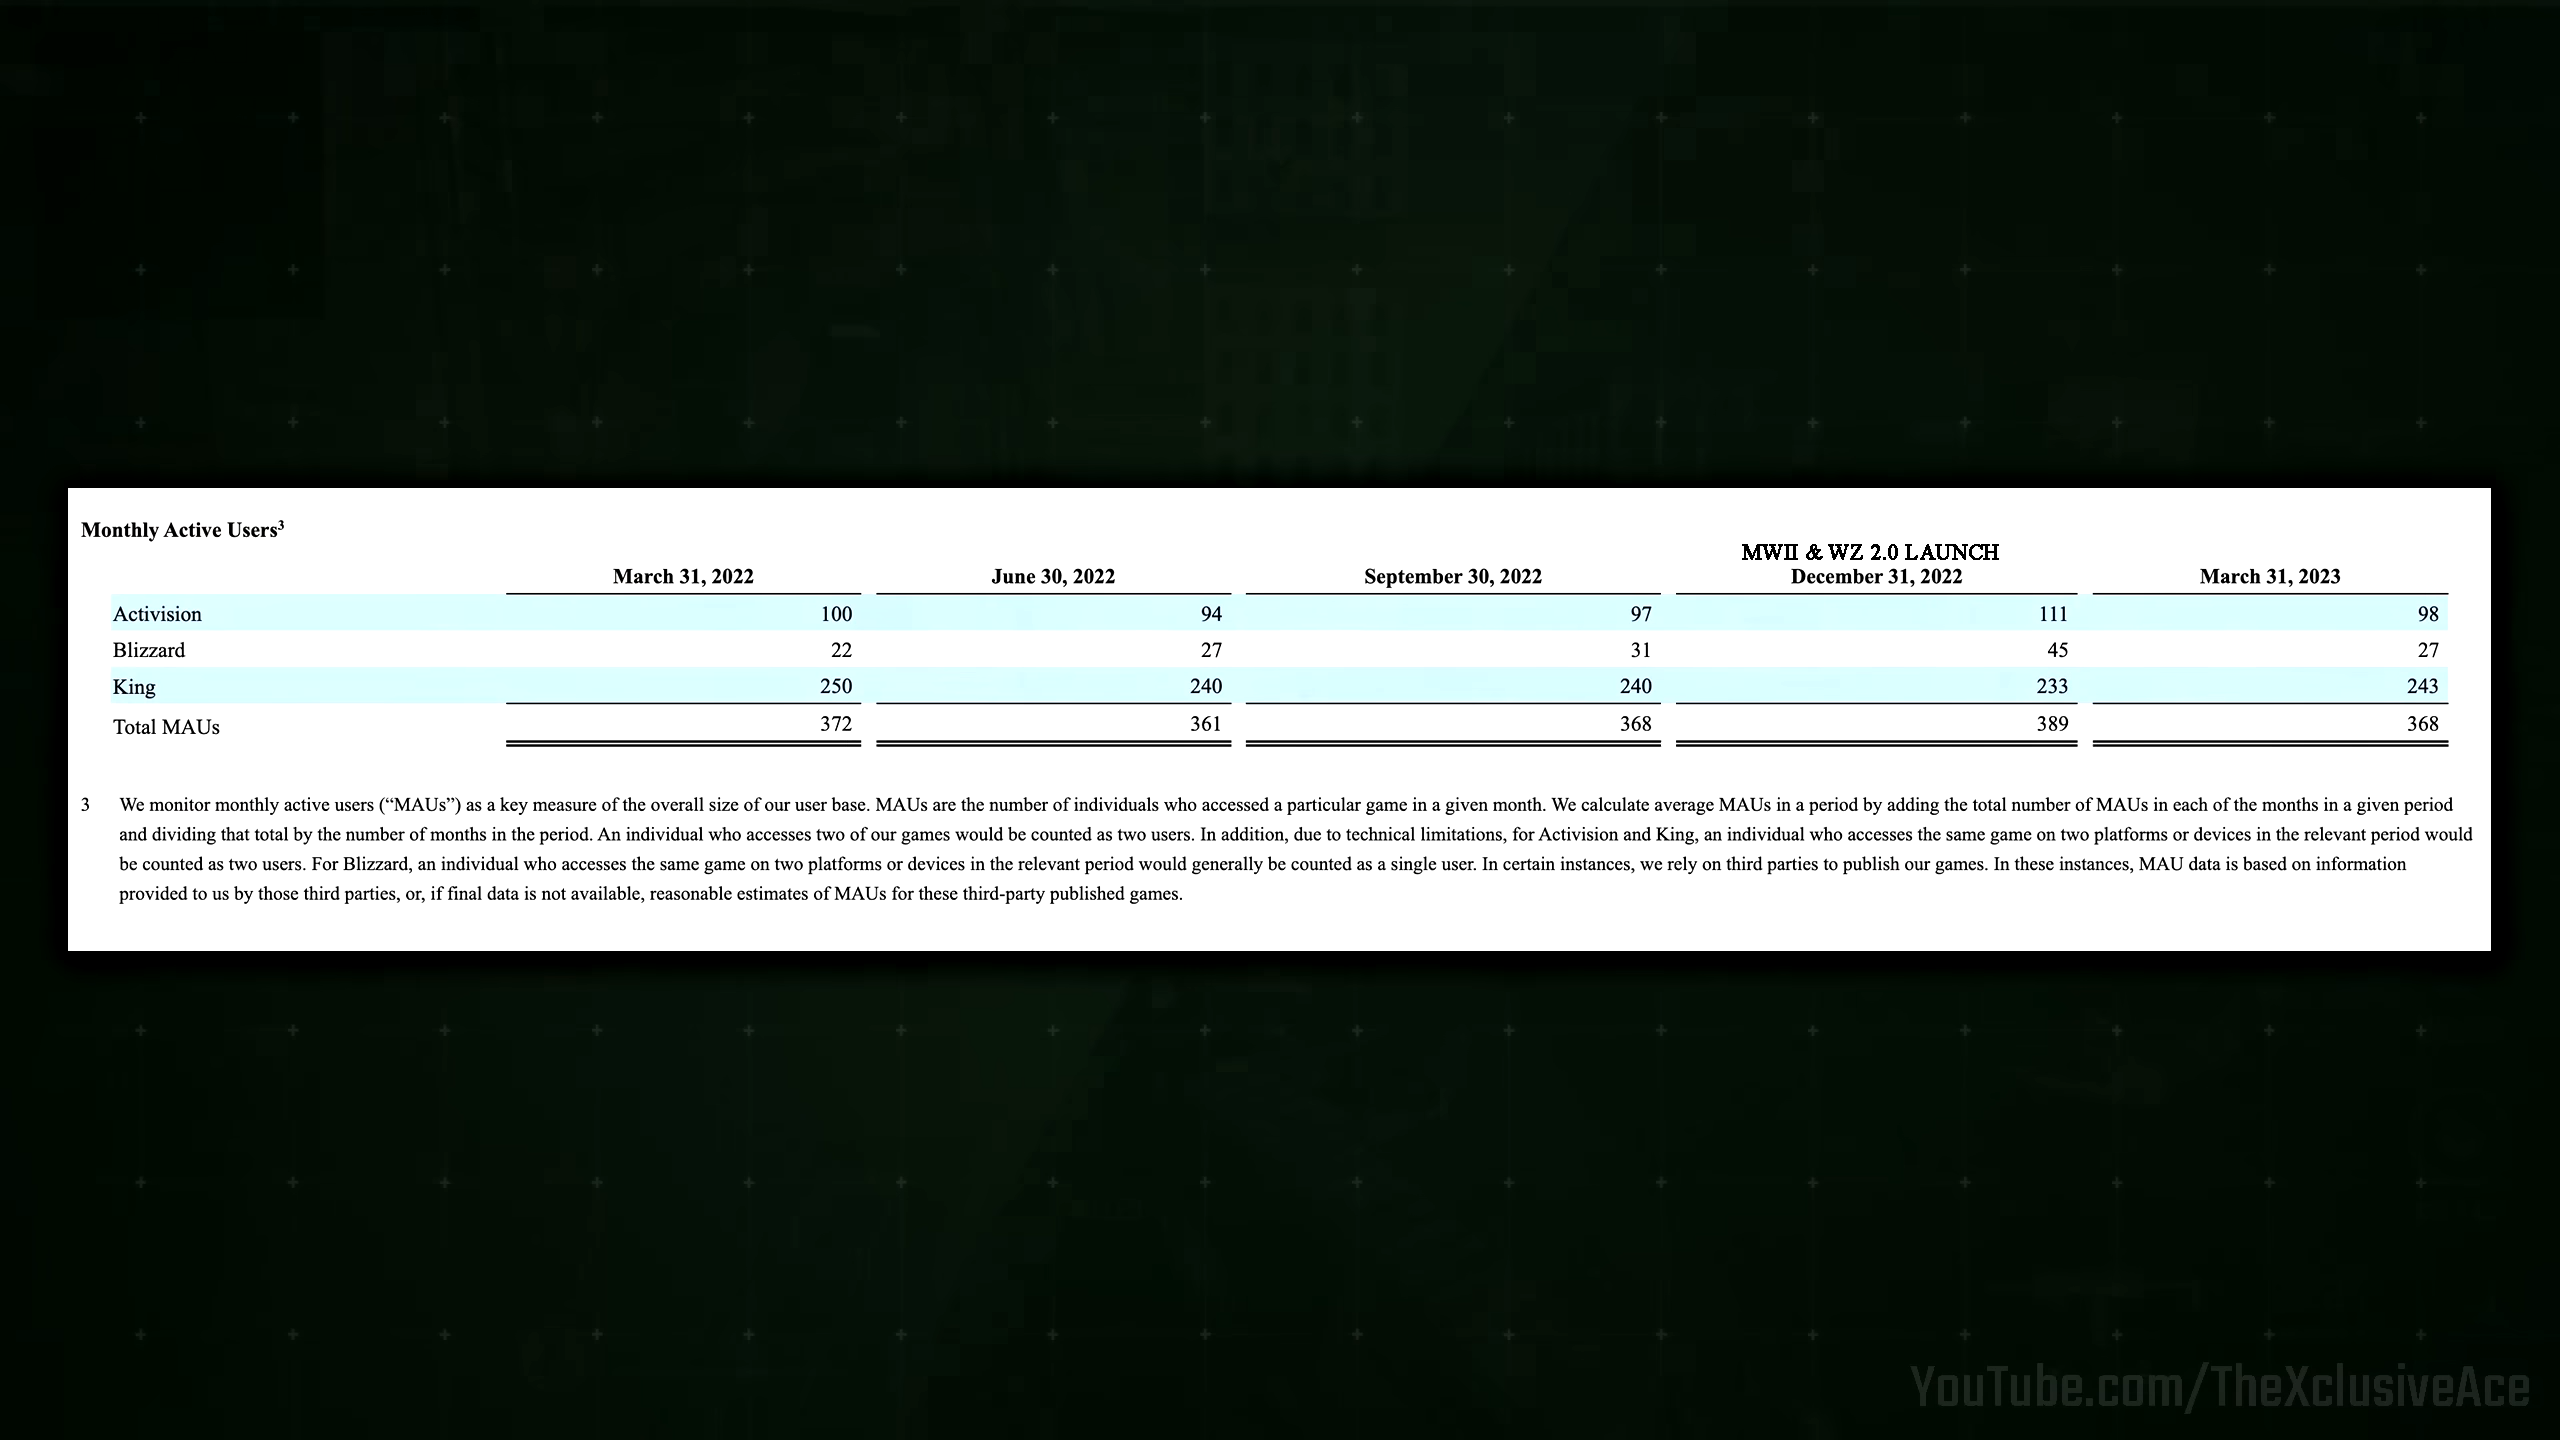 Monthly Active Users3
MWII & WZ 2.0 LAUNCH
March 31, 2022 June 30, 2022 September 30, 2022 December 31, 2022 March 31, 2023
Activision 100 94 97 111 98
Blizzard 22 27 31 45 27
King 250 240 240 233 243
Total MAUs 372 361 368 389 368
3 We monitor monthly active users (“MAUs”) as a key measure of the overall size of our user base. MAUs are the number of individuals who accessed a particular game in a given month. We calculate average MAUs in a period by adding the total number of MAUs in each of the months in a given period
and dividing that total by the number of months in the period. An individual who accesses two of our games would be counted as two users. In addition, due to technical limitations, for Activision and King, an individual who accesses the same game on two platforms or devices in the relevant period would
be counted as two users. For Blizzard, an individual who accesses the same game on two platforms or devices in the relevant period would generally be counted as a single user. In certain instances, we rely on third parties to publish our games. In these instances, MAU data is based on information
provided to us by those third parties, or, if final data is not available, reasonable estimates of MAUs for these third-party published games.
YouTube.com/TheXclusiveAce